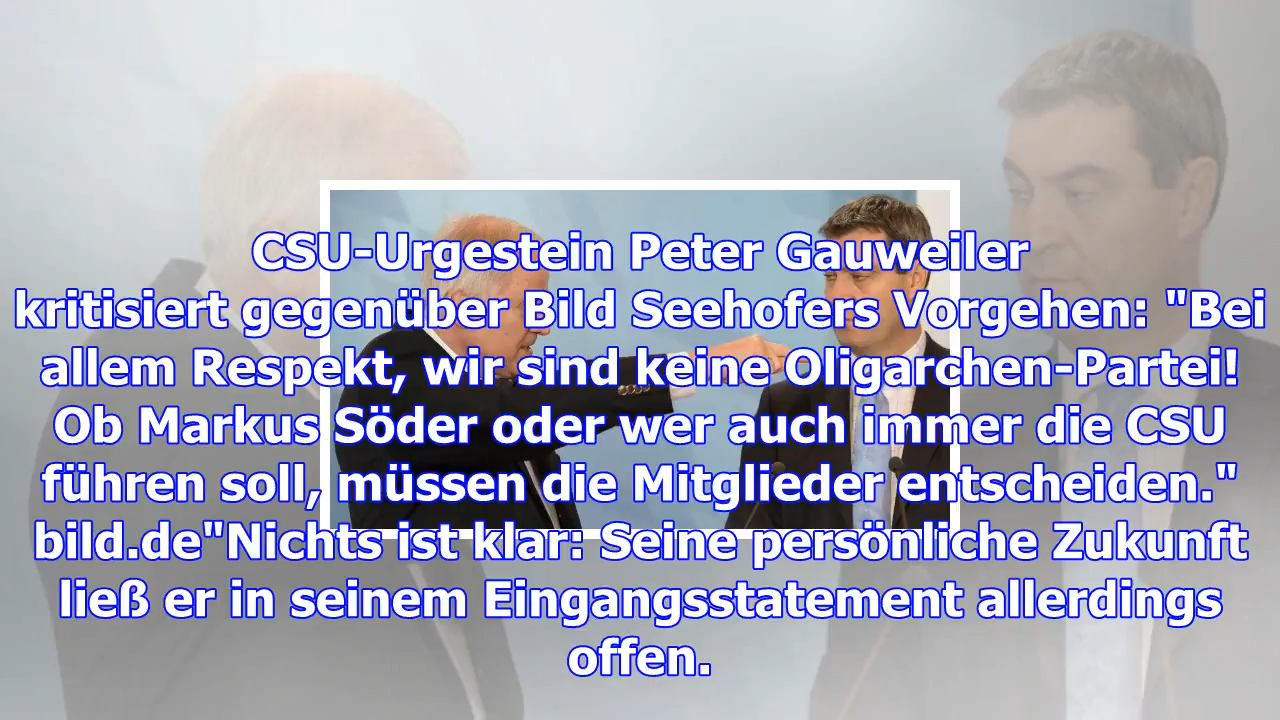 CSU-Urgestein Peter Gauweiler
kritisiert gegenüber Bild Seehofers Vorgehen: "Bei
allem Respekt, wir sind keine Oligarchen-Partei!
Ob Markus Söder oder wer auch immer die CSU
führen soll, müssen die Mitglieder entscheiden."
bild.de"Nichts ist klar: Seine persönliche Zukunft
ließ er in seinem Eingangsstatement allerdings
offen.